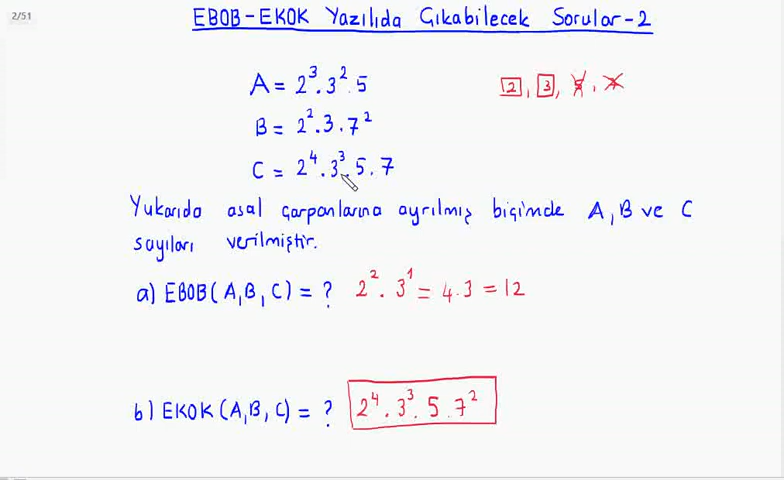 2/51
EBOB-EKOK Yazılıda Çıkabilecek Sorular-2
A = 2³.3².5
2, 3, 5, 7
B = 2².3.7²
C = 2⁴.3³.5.7
Yukarıda asal çarpanlarına ayrılmış biçimde A, B ve C
sayıları verilmiştir.
a) EBOB(A,B,C) = ? 2².3¹ = 4.3 = 12
b) EKOK(A,B,C) = ? 2⁴.3³.5.7²